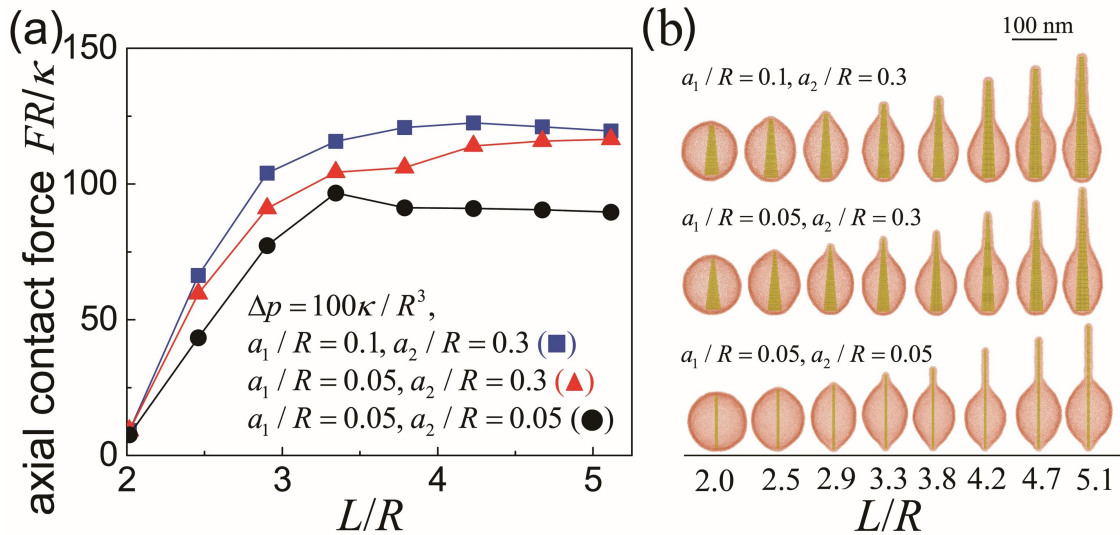 (a)
150
100
50
0
axial contact force FR/κ
Δp = 100κ / R³,
a₁ / R = 0.1, a₂ / R = 0.3 (■)
a₁ / R = 0.05, a₂ / R = 0.3 (▲)
a₁ / R = 0.05, a₂ / R = 0.05 (●)
2 3 4 5
L/R
(b)
100 nm
a₁ / R = 0.1, a₂ / R = 0.3
a₁ / R = 0.05, a₂ / R = 0.3
a₁ / R = 0.05, a₂ / R = 0.05
2.0 2.5 2.9 3.3 3.8 4.2 4.7 5.1
L/R